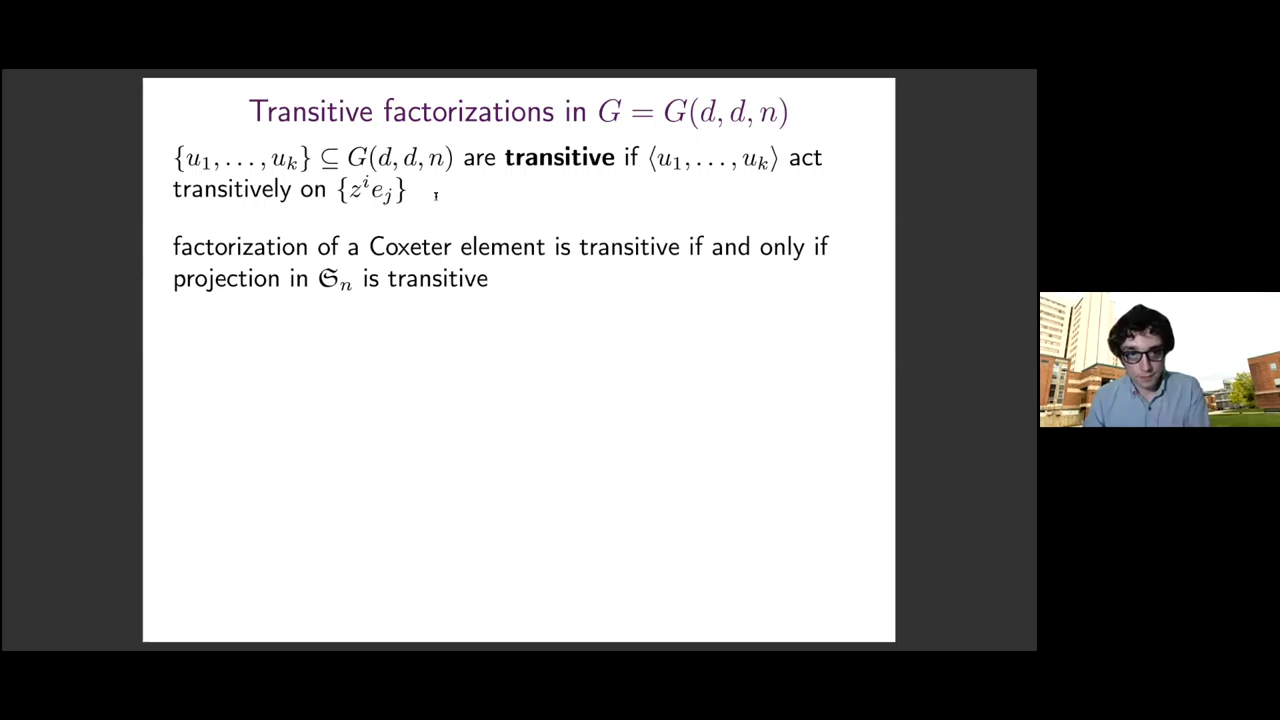 Transitive factorizations in G = G(d, d, n)
{u₁, . . . , uₖ} ⊆ G(d, d, n) are transitive if ⟨u₁, . . . , uₖ⟩ act
transitively on {zⁱeⱼ}
factorization of a Coxeter element is transitive if and only if
projection in 𝔖ₙ is transitive